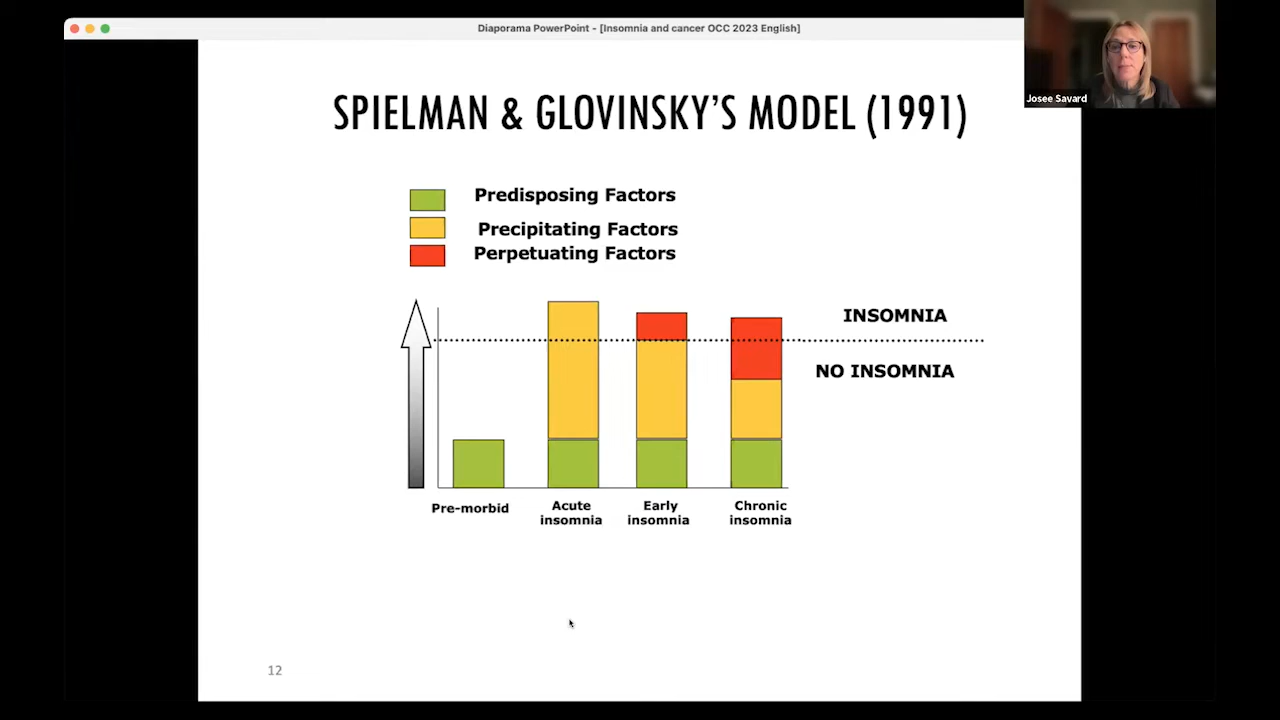 Diaporama PowerPoint - [Insomnia and cancer OCC 2023 English]
Josee Savard
SPIELMAN & GLOVINSKY'S MODEL (1991)
Predisposing Factors
Precipitating Factors
Perpetuating Factors
INSOMNIA
NO INSOMNIA
Pre-morbid
Acute
insomnia
Early
insomnia
Chronic
insomnia
12